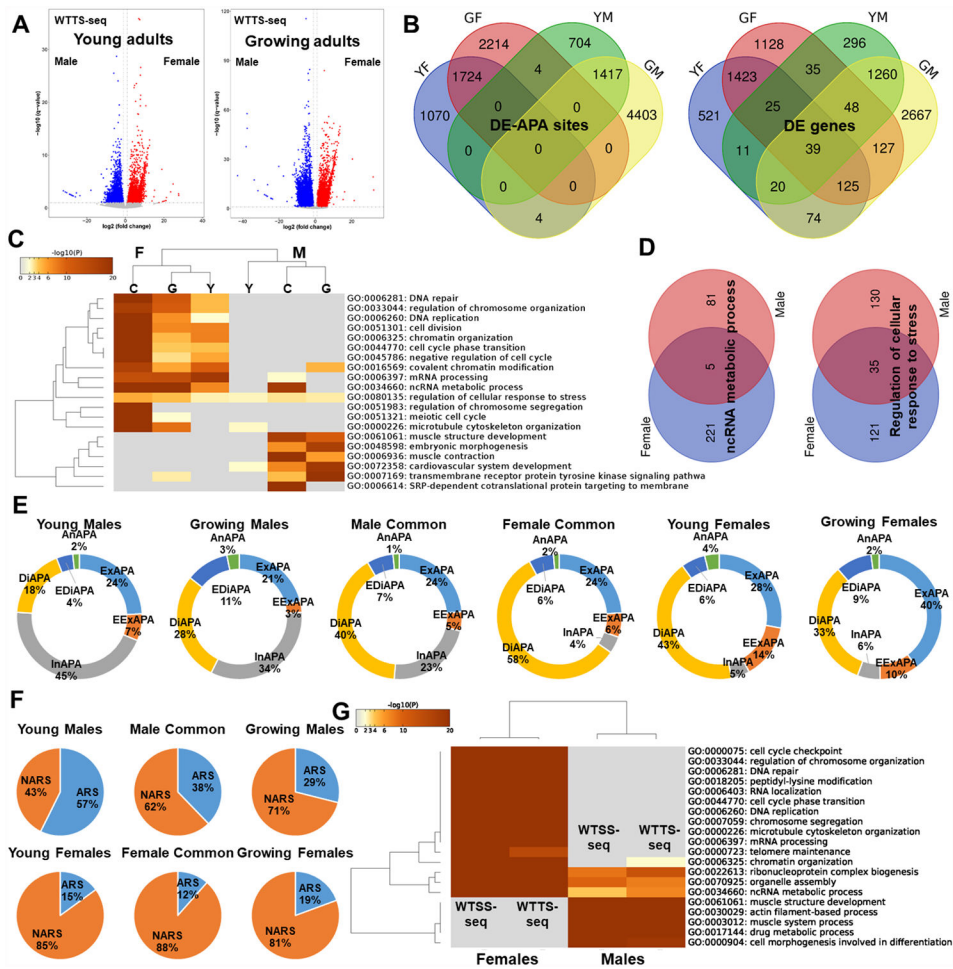 A
WTTS-seq
Young adults
Male
Female
-log10 (q-value)
log2 (fold change)
WTTS-seq
Growing adults
Male
Female
-log10 (q-value)
log2 (fold change)
B
GF
YM
YF
GM
2214
704
1724
4
1417
1070
4403
0
0
DE-APA sites
0
0
0
0
0
4
GF
YM
YF
GM
1128
296
1423
35
1260
521
2667
25
48
DE genes
11
39
127
20
125
74
C
-log10(P)
0 2 3 4 6 10 20
F
M
C G Y Y C G
GO:0006281: DNA repair
GO:0033044: regulation of chromosome organization
GO:0006260: DNA replication
GO:0051301: cell division
GO:0006325: chromatin organization
GO:0044770: cell cycle phase transition
GO:0045786: negative regulation of cell cycle
GO:0016569: covalent chromatin modification
GO:0006397: mRNA processing
GO:0034660: ncRNA metabolic process
GO:0080135: regulation of cellular response to stress
GO:0051983: regulation of chromosome segregation
GO:0051321: meiotic cell cycle
GO:0000226: microtubule cytoskeleton organization
GO:0061061: muscle structure development
GO:0048598: embryonic morphogenesis
GO:0006936: muscle contraction
GO:0072358: cardiovascular system development
GO:0007169: transmembrane receptor protein tyrosine kinase signaling pathwa
GO:0006614: SRP-dependent cotranslational protein targeting to membrane
D
81
Male
5
ncRNA metabolic process
Female
221
130
Male
35
Regulation of cellular
response to stress
Female
121
E
Young Males
AnAPA
2%
ExAPA
24%
DiAPA
18%
EDiAPA
4%
EExAPA
7%
InAPA
45%
Growing Males
AnAPA
3%
ExAPA
21%
EDiAPA
11%
EExAPA
3%
DiAPA
28%
InAPA
34%
Male Common
AnAPA
1%
ExAPA
24%
EDiAPA
7%
EExAPA
5%
DiAPA
40%
InAPA
23%
Female Common
AnAPA
2%
ExAPA
24%
EDiAPA
6%
EExAPA
6%
InAPA
4%
DiAPA
58%
Young Females
AnAPA
4%
ExAPA
28%
EDiAPA
6%
DiAPA
43%
EExAPA
14%
InAPA
5%
Growing Females
AnAPA
2%
EDiAPA
9%
ExAPA
40%
DiAPA
33%
InAPA
6%
EExAPA
10%
F
Young Males
NARS
43%
ARS
57%
Male Common
ARS
38%
NARS
62%
Growing Males
ARS
29%
NARS
71%
Young Females
ARS
15%
NARS
85%
Female Common
ARS
12%
NARS
88%
Growing Females
ARS
19%
NARS
81%
G
-log10(P)
0 2 3 4 6 10 20
GO:0000075: cell cycle checkpoint
GO:0033044: regulation of chromosome organization
GO:0006281: DNA repair
GO:0018205: peptidyl-lysine modification
GO:0006403: RNA localization
GO:0044770: cell cycle phase transition
GO:0006260: DNA replication
GO:0007059: chromosome segregation
GO:0000226: microtubule cytoskeleton organization
GO:0006397: mRNA processing
GO:0000723: telomere maintenance
GO:0006325: chromatin organization
GO:0022613: ribonucleoprotein complex biogenesis
GO:0070925: organelle assembly
GO:0034660: ncRNA metabolic process
GO:0061061: muscle structure development
GO:0030029: actin filament-based process
GO:0003012: muscle system process
GO:0017144: drug metabolic process
GO:0000904: cell morphogenesis involved in differentiation
WTSS-
seq
WTTS-
seq
WTSS-
seq
WTTS-
seq
Females
Males